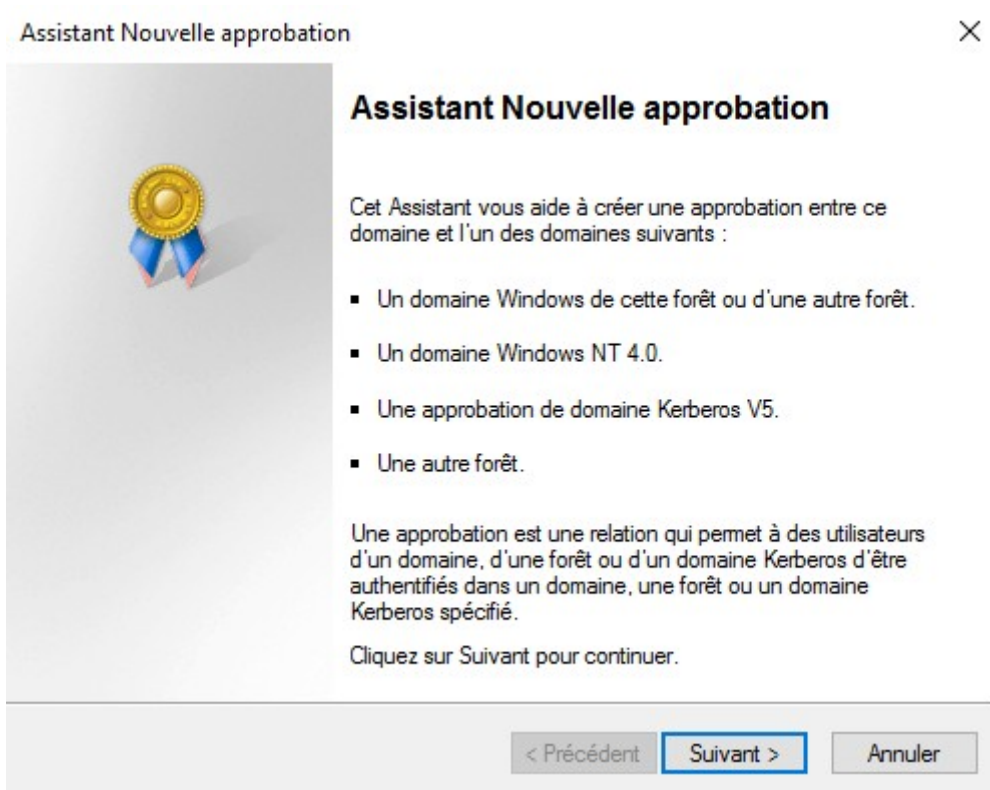 Assistant Nouvelle approbation
Assistant Nouvelle approbation
Cet Assistant vous aide à créer une approbation entre ce
domaine et l'un des domaines suivants :
▪ Un domaine Windows de cette forêt ou d'une autre forêt.
▪ Un domaine Windows NT 4.0.
▪ Une approbation de domaine Kerberos V5.
▪ Une autre forêt.
Une approbation est une relation qui permet à des utilisateurs
d'un domaine, d'une forêt ou d'un domaine Kerberos d'être
authentifiés dans un domaine, une forêt ou un domaine
Kerberos spécifié.
Cliquez sur Suivant pour continuer.
< Précédent Suivant > Annuler